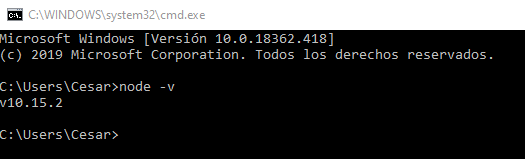 C:\WINDOWS\system32\cmd.exe
Microsoft Windows [Versión 10.0.18362.418]
(c) 2019 Microsoft Corporation. Todos los derechos reservados.
C:\Users\Cesar>node -v
v10.15.2
C:\Users\Cesar>